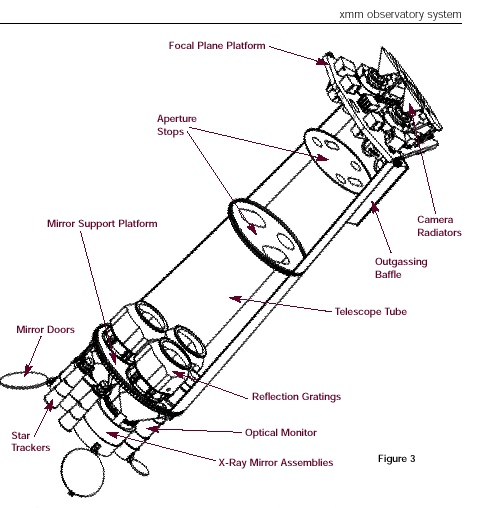 xmm observatory system
Focal Plane Platform
Aperture
Stops
Mirror Support Platform
Camera
Radiators
Outgassing
Baffle
Telescope Tube
Mirror Doors
Reflection Gratings
Star
Trackers
Optical Monitor
X-Ray Mirror Assemblies
Figure 3